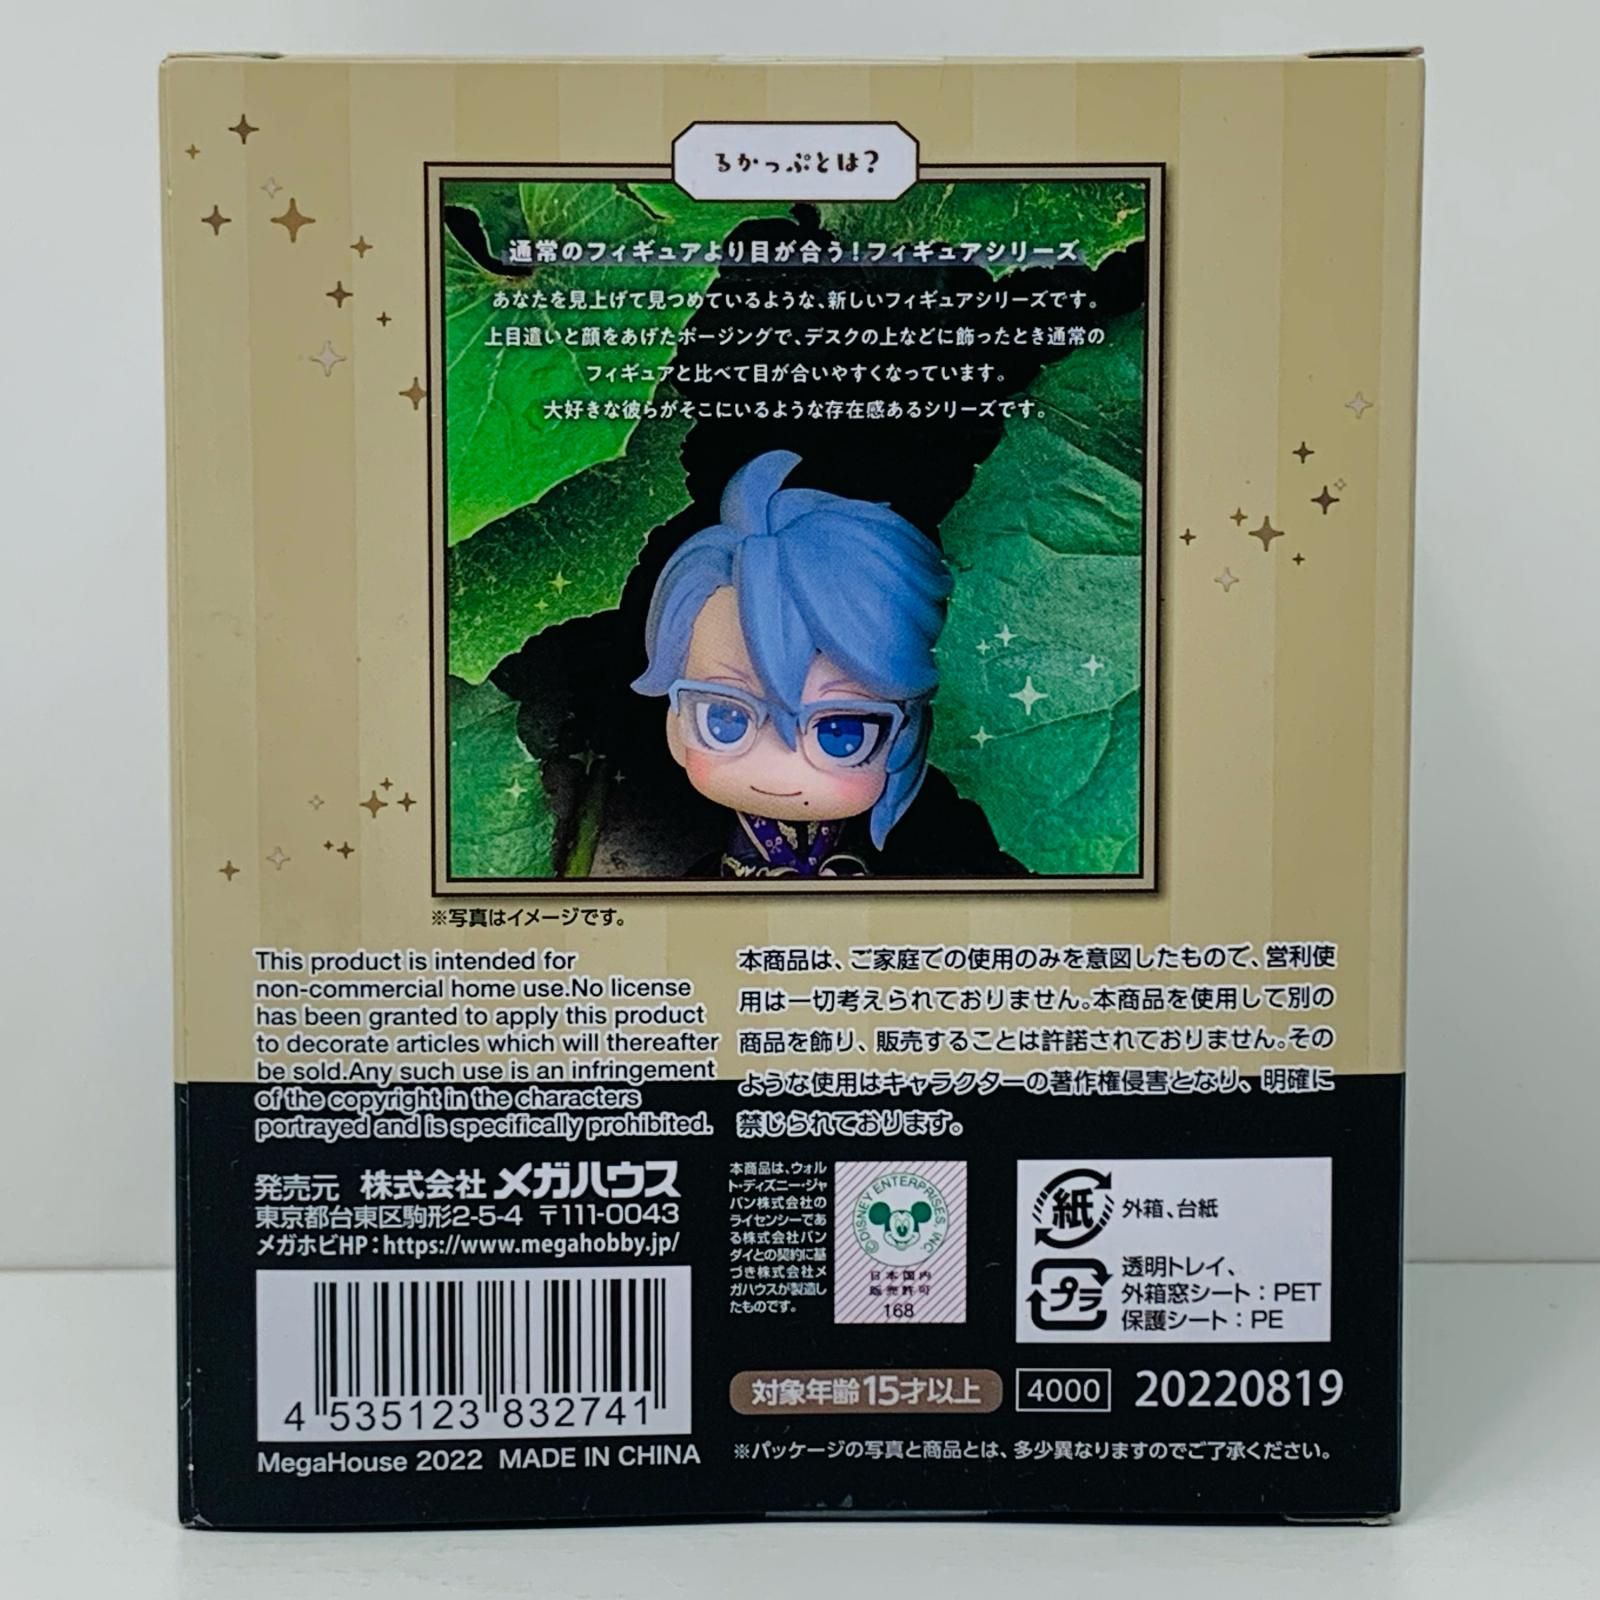 るかっぷとは?
通常のフィギュアより目が合う!フィギュアシリーズ
あなたを見上げて見つめているような、新しいフィギュアシリーズです。
上目遣いと顔をあげたポージングで、デスクの上などに飾ったとき通常の
フィギュアと比べて目が合いやすくなっています。
大好きな彼らがそこにいるような存在感あるシリーズです。
※写真はイメージです。
This product is intended for
non-commercial home use.No license
has been granted to apply this product
to decorate articles which will thereafter
be sold.Any such use is an infringement
of the copyright in the characters
portrayed and is specifically prohibited.
本商品は、ご家庭での使用のみを意図したもので、営利使
用は一切考えられておりません。本商品を使用して別の
商品を飾り、販売することは許諾されておりません。その
ような使用はキャラクターの著作権侵害となり、明確に
禁じられております。
発売元 株式会社メガハウス
東京都台東区駒形2-5-4 〒111-0043
メガホビHP:https://www.megahobby.jp/
4 535123 832741
MegaHouse 2022 MADE IN CHINA
本商品は、ウォル
ト・ディズニー・ジャ
パン株式会社の
ライセンシーであ
る株式会社バン
ダイとの契約に基
づき株式会社メ
ガハウスが製造し
たものです。
©DISNEY ENTERPRISES, INC.
日本国内
販売許可
168
紙
外箱、台紙
プラ
透明トレイ、
外箱窓シート:PET
保護シート:PE
対象年齢15才以上
4000
20220819
※パッケージの写真と商品とは、多少異なりますのでご了承ください。